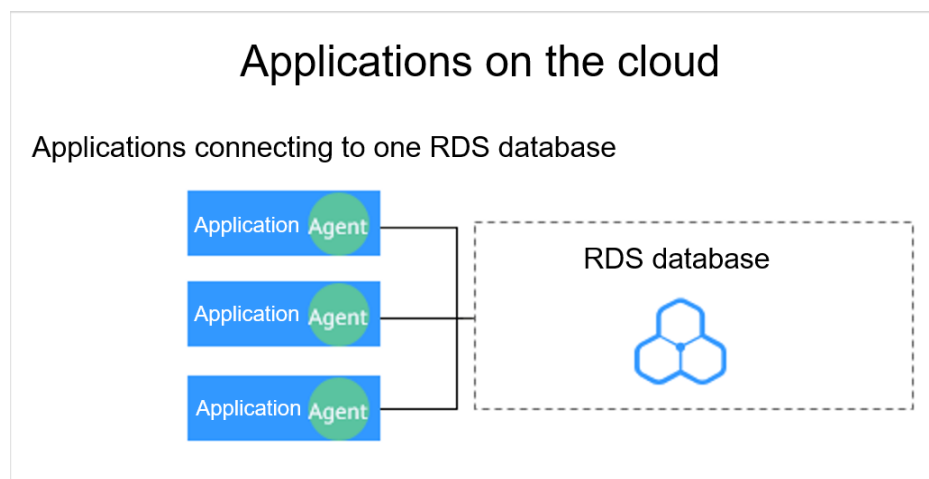 Applications on the cloud
Applications connecting to one RDS database
Application Agent
RDS database
Application Agent
Application Agent